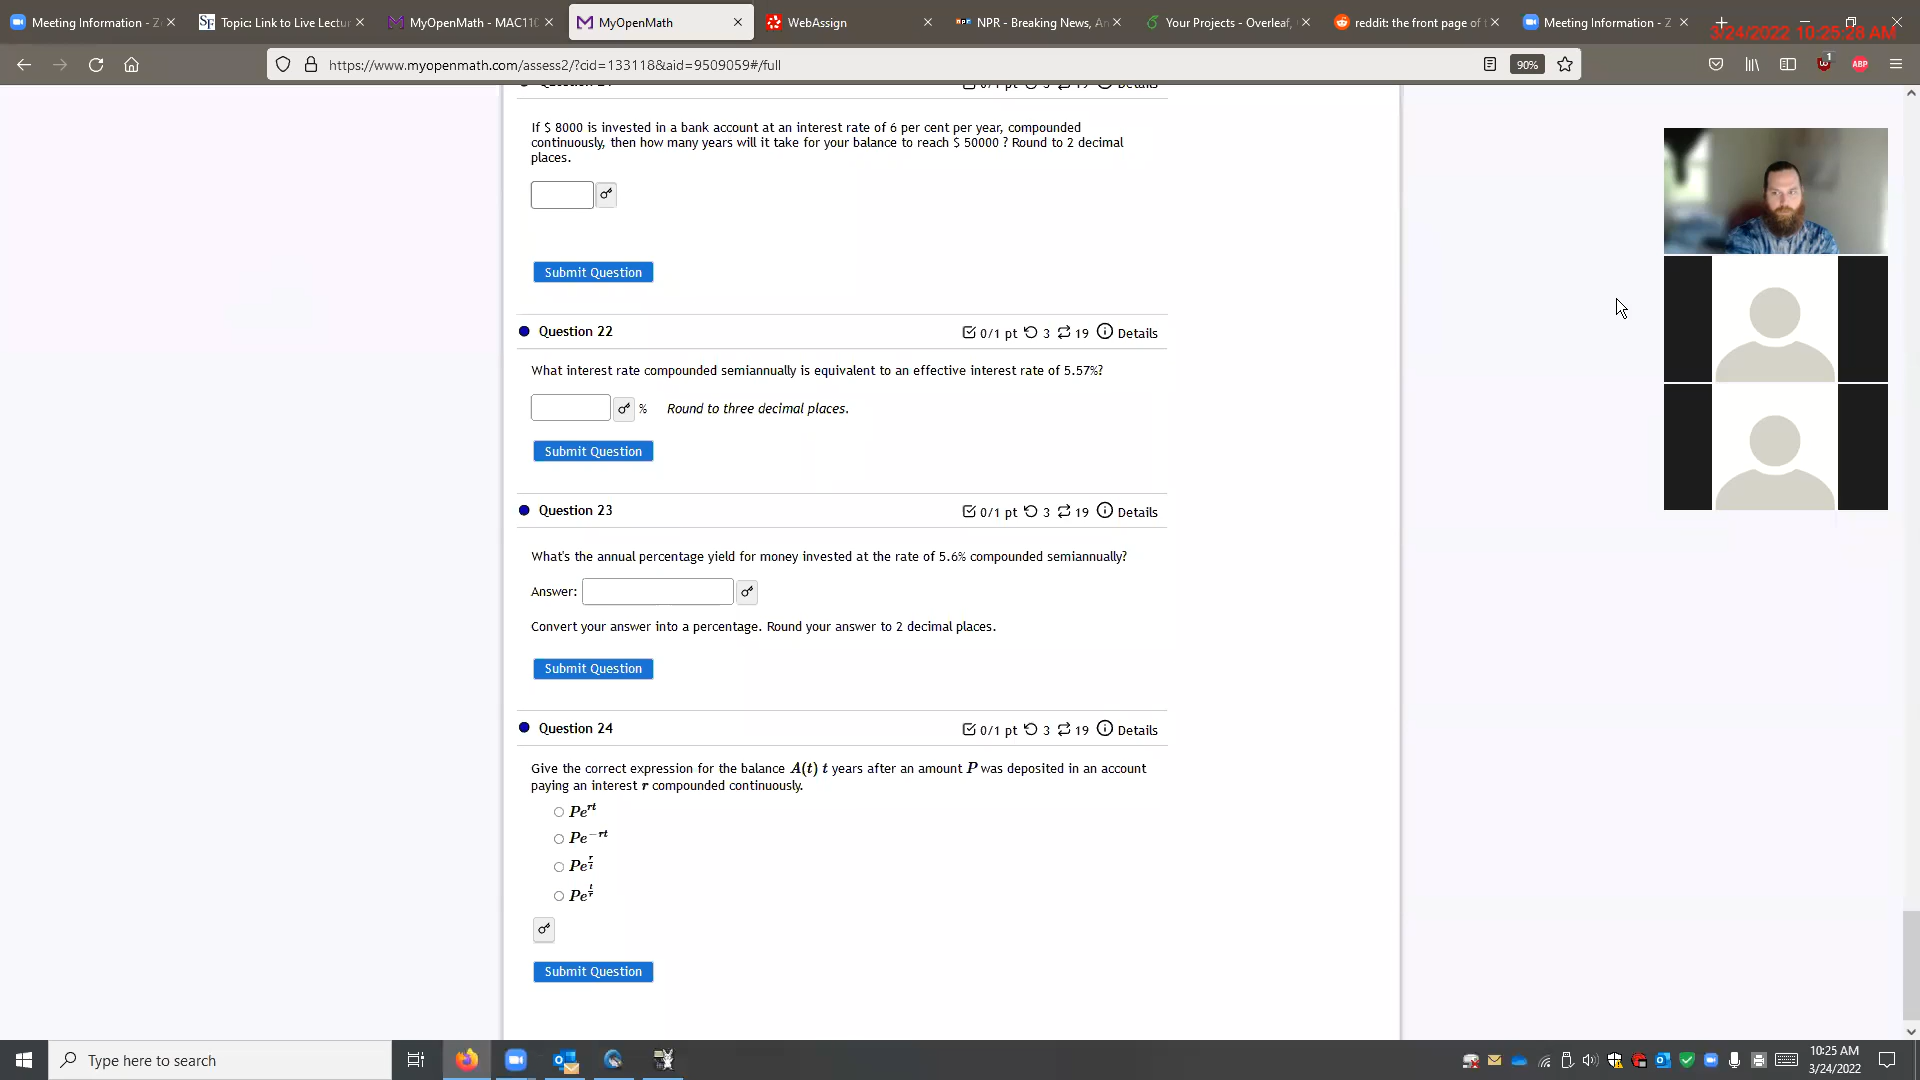 Meeting Information - Z
Topic: Link to Live Lectu
MyOpenMath - MAC110
MyOpenMath
WebAssign
NPR - Breaking News, An
Your Projects - Overleaf,
reddit: the front page of
Meeting Information - Z
3/24/2022 10:25:28 AM
https://www.myopenmath.com/assess2/?cid=133118&aid=9509059#/full
90%
1
ABP
If $ 8000 is invested in a bank account at an interest rate of 6 per cent per year, compounded
continuously, then how many years will it take for your balance to reach $ 50000 ? Round to 2 decimal
places.
Submit Question
Question 22
0/1 pt 3 19 Details
What interest rate compounded semiannually is equivalent to an effective interest rate of 5.57%?
% Round to three decimal places.
Submit Question
Question 23
0/1 pt 3 19 Details
What's the annual percentage yield for money invested at the rate of 5.6% compounded semiannually?
Answer:
Convert your answer into a percentage. Round your answer to 2 decimal places.
Submit Question
Question 24
0/1 pt 3 19 Details
Give the correct expression for the balance A(t) t years after an amount P was deposited in an account
paying an interest r compounded continuously.
Pe^{rt}
Pe^{-rt}
Pe^{\frac{r}{t}}
Pe^{\frac{t}{r}}
Submit Question
Type here to search
10:25 AM
3/24/2022